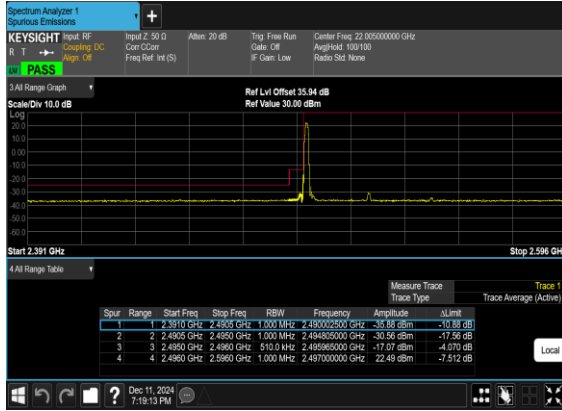 Spectrum Analyzer 1
Spurious Emissions
+
KEYSIGHT Input: RF Input Z: 50 Ω Atten: 20 dB Trig: Free Run Center Freq: 22.005000000 GHz
R T Coupling: DC Corr CCorr Gate: Off Avg|Hold: 100/100
Align: Off Freq Ref: Int (S) IF Gain: Low Radio Std: None
LXI PASS
3 All Range Graph
Ref Lvl Offset 35.94 dB
Scale/Div 10.0 dB Ref Value 30.00 dBm
Log
20.0
10.0
0.00
-10.0
-20.0
-30.0
-40.0
-50.0
-60.0
Start 2.391 GHz Stop 2.596 GH
4 All Range Table
Measure Trace Trace 1
Trace Type Trace Average (Active)
Spur Range Start Freq Stop Freq RBW Frequency Amplitude ΔLimit
1 1 2.3910 GHz 2.4905 GHz 1.000 MHz 2.490002500 GHz -35.88 dBm -10.88 dB
2 2 2.4905 GHz 2.4950 GHz 1.000 MHz 2.494805000 GHz -30.56 dBm -17.56 dB
3 3 2.4950 GHz 2.4960 GHz 510.0 kHz 2.495965000 GHz -17.07 dBm -4.070 dB
4 4 2.4960 GHz 2.5960 GHz 1.000 MHz 2.497000000 GHz 22.49 dBm -7.512 dB
Local
? Dec 11, 2024
7:19:13 PM